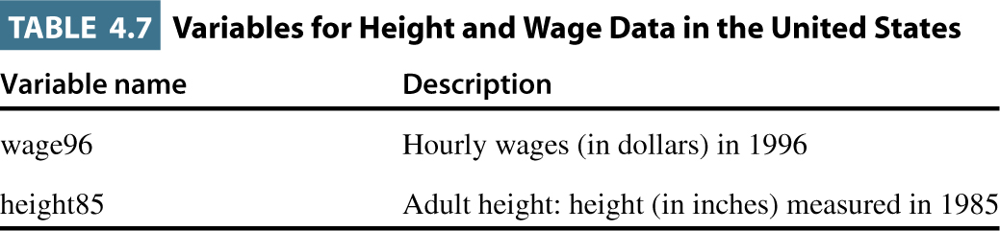 TABLE 4.7 Variables for Height and Wage Data in the United States
Variable name Description
wage96 Hourly wages (in dollars) in 1996
height85 Adult height: height (in inches) measured in 1985